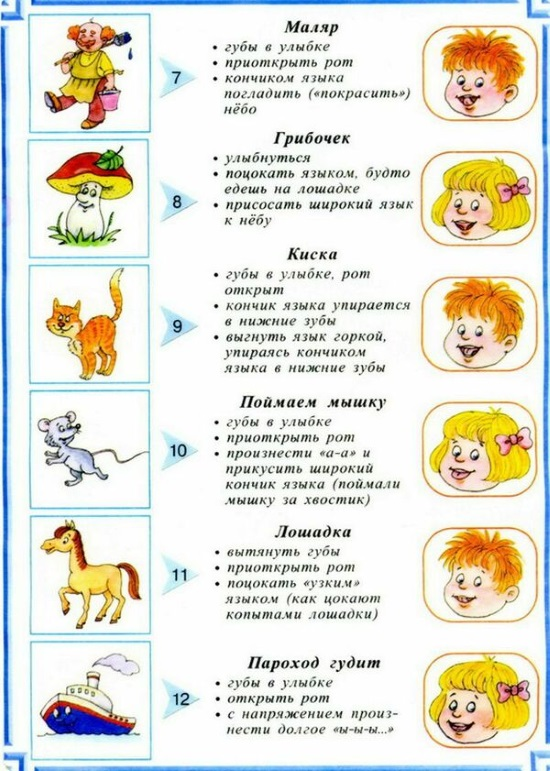 7
Маляр
• губы в улыбке
• приоткрыть рот
• кончиком языка
погладить («покрасить»)
нёбо
8
Грибочек
• улыбнуться
• поцокать языком, будто
едешь на лошадке
• присосать широкий язык
к нёбу
9
Киска
• губы в улыбке, рот
открыт
• кончик языка упирается
в нижние зубы
• выгнуть язык горкой,
упираясь кончиком
языка в нижние зубы
10
Поймаем мышку
• губы в улыбке
• приоткрыть рот
• произнести «а-а» и
прикусить широкий
кончик языка (поймали
мышку за хвостик)
11
Лошадка
• вытянуть губы
• приоткрыть рот
• поцокать «узким»
языком (как цокают
копытами лошадки)
12
Пароход гудит
• губы в улыбке
• открыть рот
• с напряжением произ-
нести долгое «ы-ы-ы...»